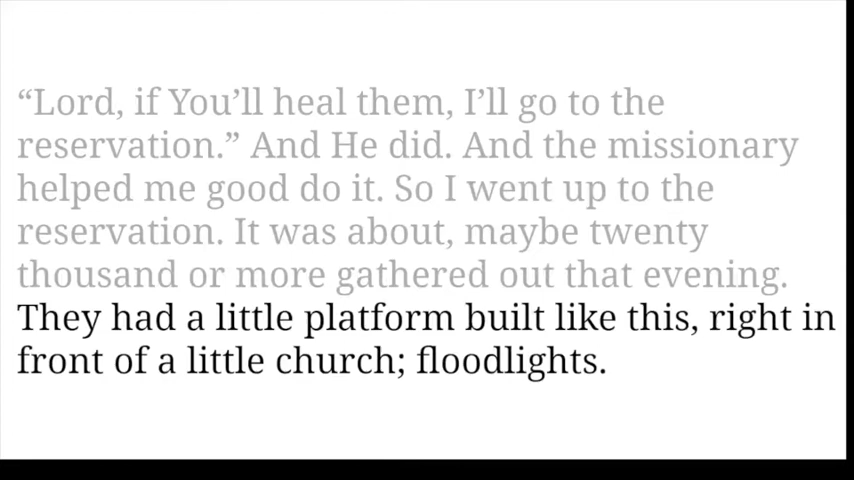 “Lord, if You’ll heal them, I’ll go to the
reservation.” And He did. And the missionary
helped me good do it. So I went up to the
reservation. It was about, maybe twenty
thousand or more gathered out that evening.
They had a little platform built like this, right in
front of a little church; floodlights.